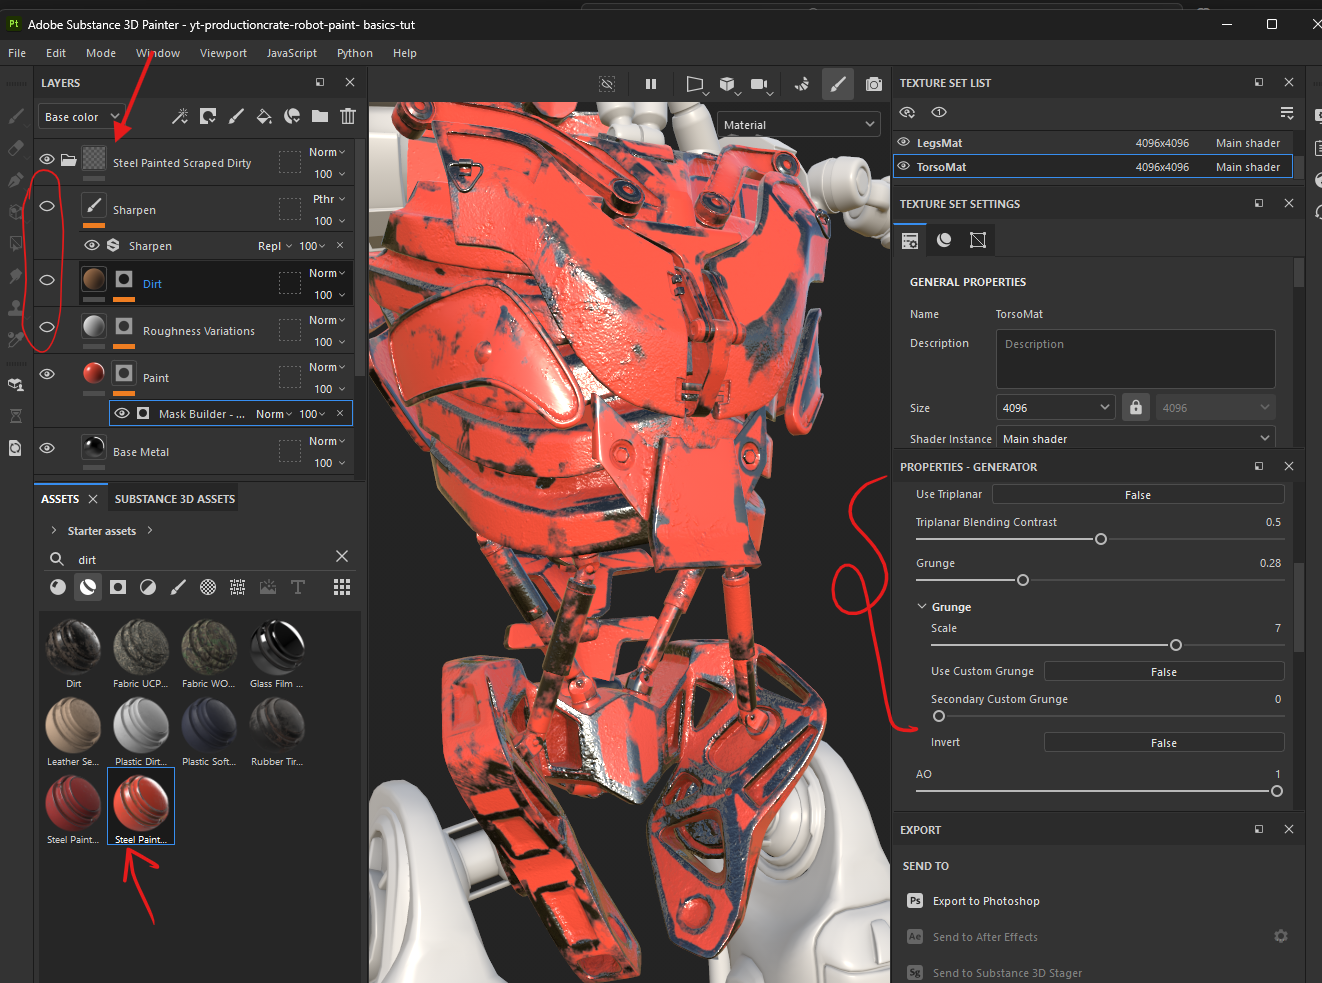 Pt Adobe Substance 3D Painter - yt-productioncrate-robot-paint- basics-tut
File Edit Mode Window Viewport JavaScript Python Help
LAYERS
Base color
Steel Painted Scraped Dirty Norm
100
Sharpen Pthr
100
Sharpen Repl 100
Dirt Norm
100
Roughness Variations Norm
100
Paint Norm
100
Mask Builder - ... Norm 100
Base Metal Norm
100
ASSETS SUBSTANCE 3D ASSETS
Starter assets
dirt
Dirt Fabric UCP... Fabric WO... Glass Film ...
Leather Se... Plastic Dirt... Plastic Soft... Rubber Tir...
Steel Paint... Steel Paint...
Material
TEXTURE SET LIST
LegsMat 4096x4096 Main shader
TorsoMat 4096x4096 Main shader
TEXTURE SET SETTINGS
GENERAL PROPERTIES
Name TorsoMat
Description Description
Size 4096 4096
Shader Instance Main shader
PROPERTIES - GENERATOR
Use Triplanar False
Triplanar Blending Contrast 0.5
Grunge 0.28
Grunge
Scale 7
Use Custom Grunge False
Secondary Custom Grunge 0
Invert False
AO 1
EXPORT
SEND TO
Ps Export to Photoshop
Ae Send to After Effects
Sg Send to Substance 3D Stager